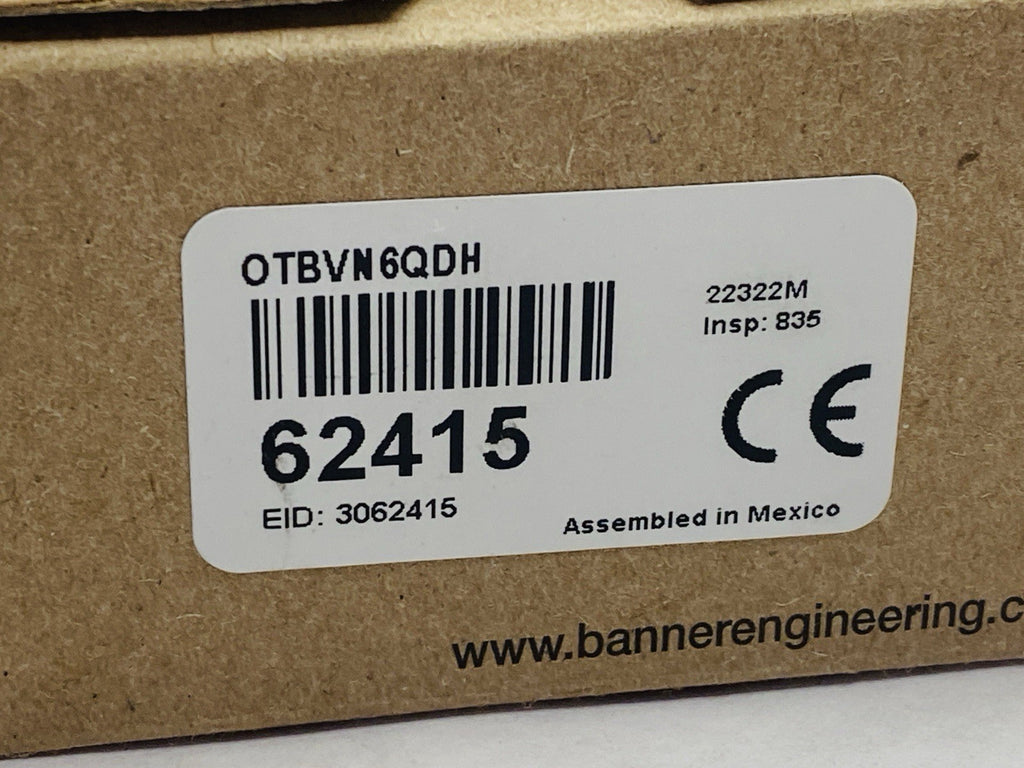 OTBVN6QDH
22322M
Insp: 835
62415
CE
EID: 3062415
Assembled in Mexico
www.bannerengineering.c